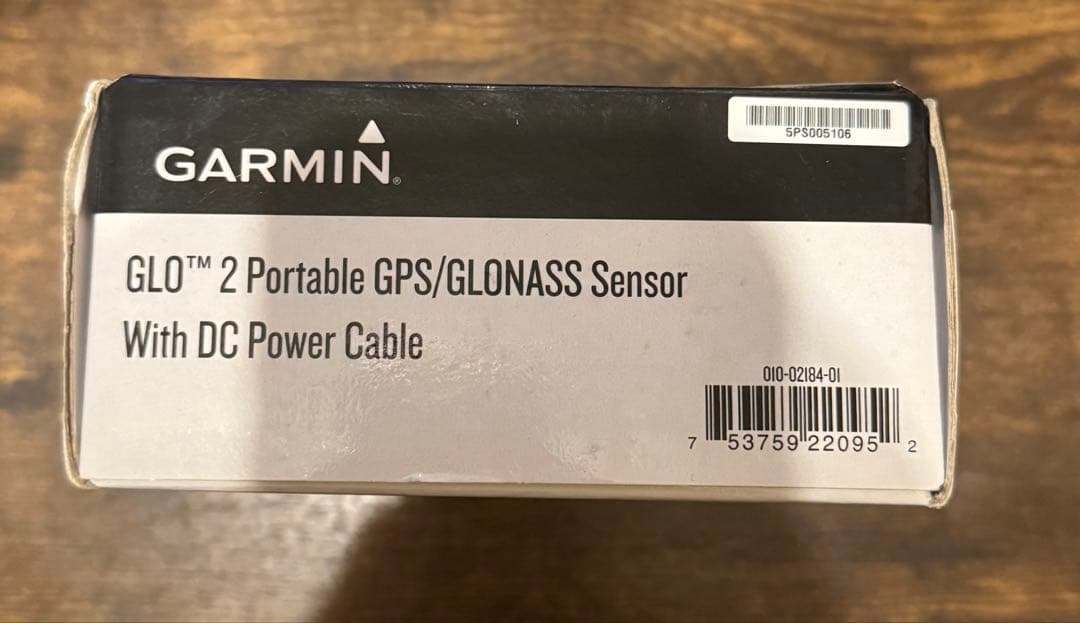 GARMIN®
5PS005106
GLO™ 2 Portable GPS/GLONASS Sensor
With DC Power Cable
010-02184-01
7 53759 22095 2